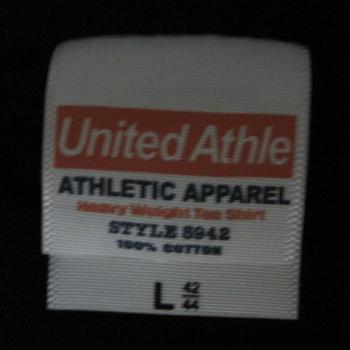 United Athle
ATHLETIC APPAREL
Heavy Weight Tee Shirt
STYLE 5942
100% COTTON
L 42
44